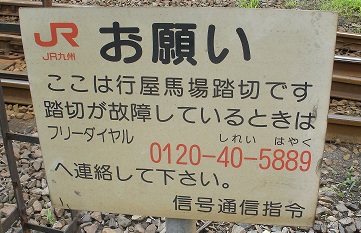 JR
JR九州
お願い
ここは行屋馬場踏切です
踏切が故障しているときは
フリーダイヤル
しれい はやく
0120-40-5889
へ連絡して下さい。
信号通信指令